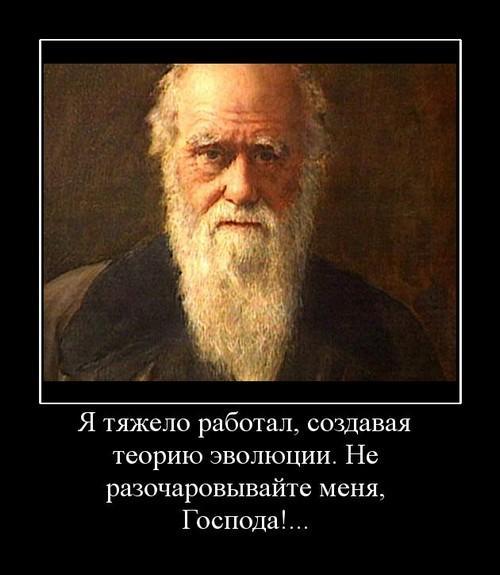 Я тяжело работал, создавая
теорию эволюции. Не
разочаровывайте меня,
Господа!...